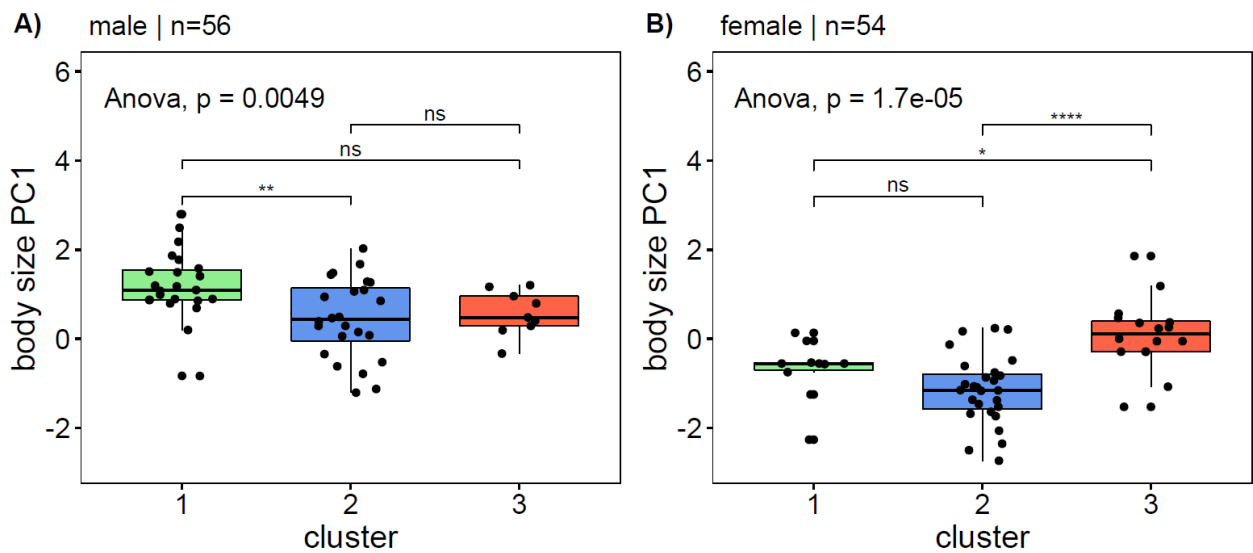 A) male | n=56
body size PC1
6
4
2
0
-2
Anova, p = 0.0049
ns
ns
**
1 2 3
cluster
B) female | n=54
body size PC1
6
4
2
0
-2
Anova, p = 1.7e-05
****
*
ns
1 2 3
cluster